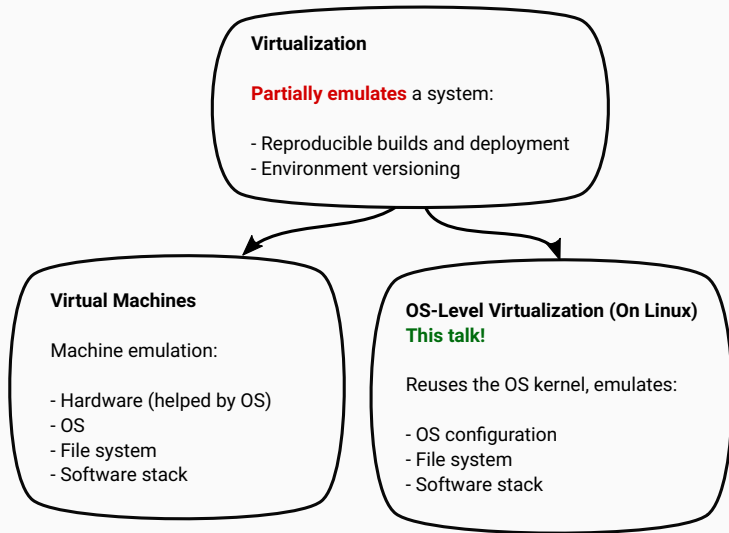 Virtualization
Partially emulates a system:
- Reproducible builds and deployment
- Environment versioning
Virtual Machines
Machine emulation:
- Hardware (helped by OS)
- OS
- File system
- Software stack
OS-Level Virtualization (On Linux)
This talk!
Reuses the OS kernel, emulates:
- OS configuration
- File system
- Software stack